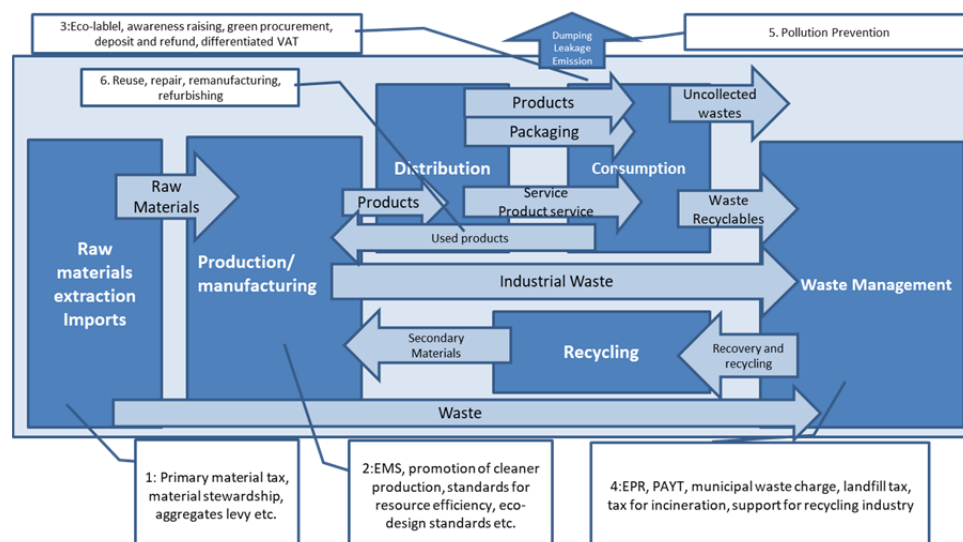 3:Eco-lablel, awareness raising, green procurement,
deposit and refund, differentiated VAT
Dumping
Leakage
Emission
5. Pollution Prevention
6. Reuse, repair, remanufacturing,
refurbishing
Products
Packaging
Uncollected
wastes
Distribution
Consumption
Raw
Materials
Products
Service
Product service
Waste
Recyclables
Used products
Raw
materials
extraction
Imports
Production/
manufacturing
Industrial Waste
Waste Management
Secondary
Materials
Recycling
Recovery and
recycling
Waste
1: Primary material tax,
material stewardship,
aggregates levy etc.
2:EMS, promotion of cleaner
production, standards for
resource efficiency, eco-
design standards etc.
4:EPR, PAYT, municipal waste charge, landfill tax,
tax for incineration, support for recycling industry